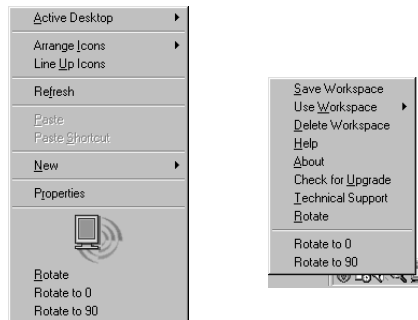 Active Desktop
Arrange Icons
Line Up Icons
Refresh
Paste
Paste Shortcut
New
Properties
Rotate
Rotate to 0
Rotate to 90
Save Workspace
Use Workspace
Delete Workspace
Help
About
Check for Upgrade
Technical Support
Rotate
Rotate to 0
Rotate to 90